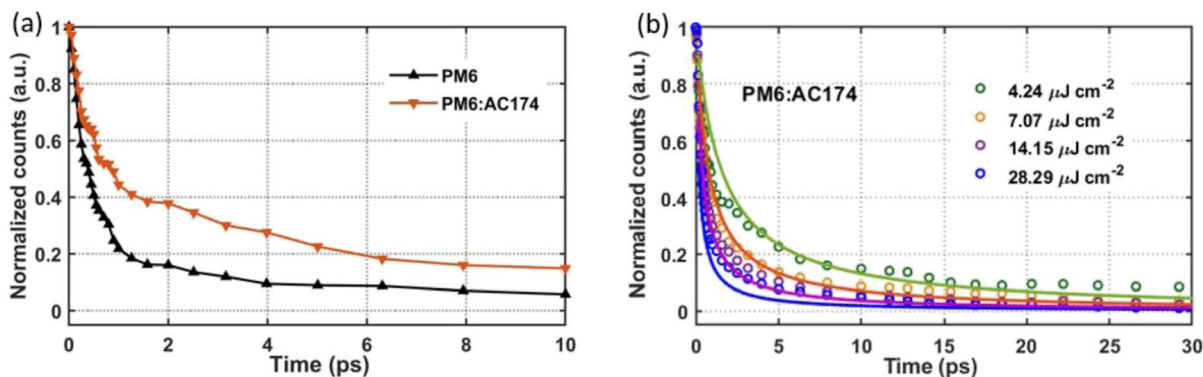 (a)
Normalized counts (a.u.)
1
0.8
0.6
0.4
0.2
0
PM6
PM6:AC174
0 2 4 6 8 10
Time (ps)
(b)
Normalized counts (a.u.)
1
0.8
0.6
0.4
0.2
0
PM6:AC174
4.24 μJ cm-2
7.07 μJ cm-2
14.15 μJ cm-2
28.29 μJ cm-2
0 5 10 15 20 25 30
Time (ps)